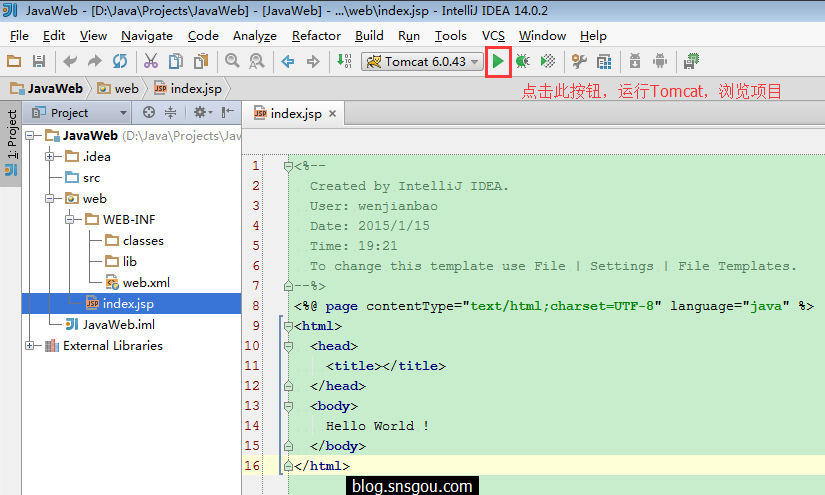 JavaWeb - [D:\Java\Projects\JavaWeb] - [JavaWeb] - ...\web\index.jsp - IntelliJ IDEA 14.0.2
File Edit View Navigate Code Analyze Refactor Build Run Tools VCS Window Help
Tomcat 6.0.43
JavaWeb web index.jsp
点击此按钮，运行Tomcat，浏览项目
1: Project
Project
index.jsp
JavaWeb (D:\Java\Projects\Jav
.idea
src
web
WEB-INF
classes
lib
web.xml
index.jsp
JavaWeb.iml
External Libraries
1 <%--
2 Created by IntelliJ IDEA.
3 User: wenjianbao
4 Date: 2015/1/15
5 Time: 19:21
6 To change this template use File | Settings | File Templates.
7 --%>
8 <%@ page contentType="text/html;charset=UTF-8" language="java" %>
9 <html>
10 <head>
11 <title></title>
12 </head>
13 <body>
14 Hello World !
15 </body>
16 </html>
blog.snsgou.com